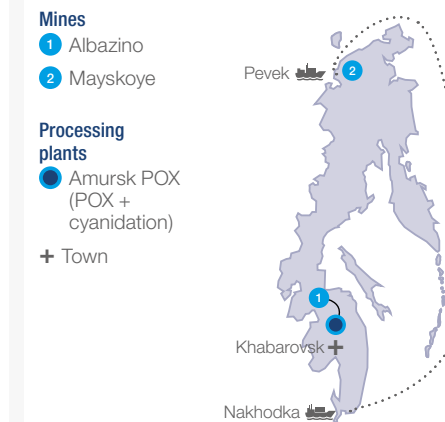 Mines
1 Albazino
2 Mayskoye
Processing
plants
Amursk POX
(POX +
cyanidation)
+ Town
Pevek
2
1
Khabarovsk
Nakhodka